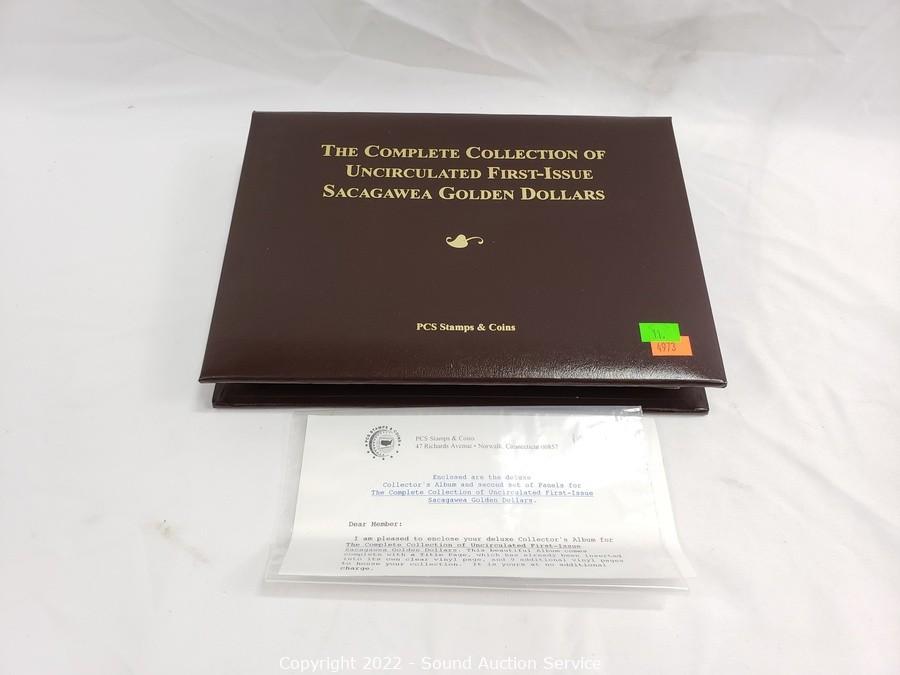 THE COMPLETE COLLECTION OF
UNCIRCULATED FIRST-ISSUE
SACAGAWEA GOLDEN DOLLARS
PCS Stamps & Coins
11.
4973
PCS STAMPS & COINS
PCS Stamps & Coins
47 Richards Avenue • Norwalk, Connecticut 06857
Enclosed are the deluxe
Collector's Album and second set of Panels for
The Complete Collection of Uncirculated First-Issue
Sacagawea Golden Dollars.
Dear Member:
I am pleased to enclose your deluxe Collector's Album for
The Complete Collection of Uncirculated First-Issue
Sacagawea Golden Dollars. This beautiful Album comes
complete with a Title Page, which has already been inserted
into its own clear vinyl page, and 9 additional vinyl pages
to house your collection. It is yours at no additional
charge.
Copyright 2022 - Sound Auction Service